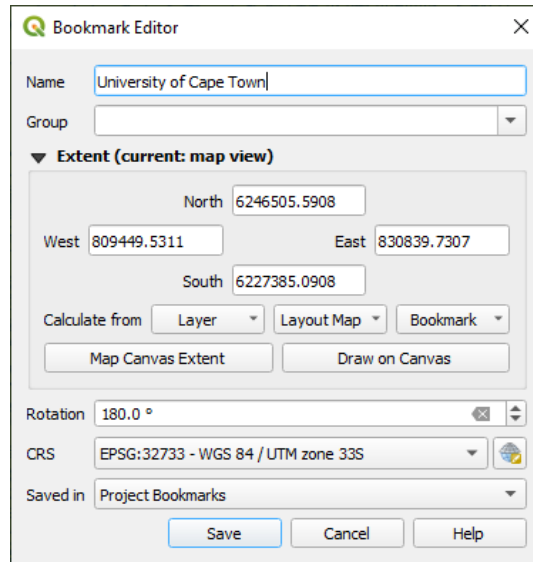 Bookmark Editor
Name University of Cape Town
Group
Extent (current: map view)
North 6246505.5908
West 809449.5311 East 830839.7307
South 6227385.0908
Calculate from Layer Layout Map Bookmark
Map Canvas Extent Draw on Canvas
Rotation 180.0 °
CRS EPSG:32733 - WGS 84 / UTM zone 33S
Saved in Project Bookmarks
Save Cancel Help